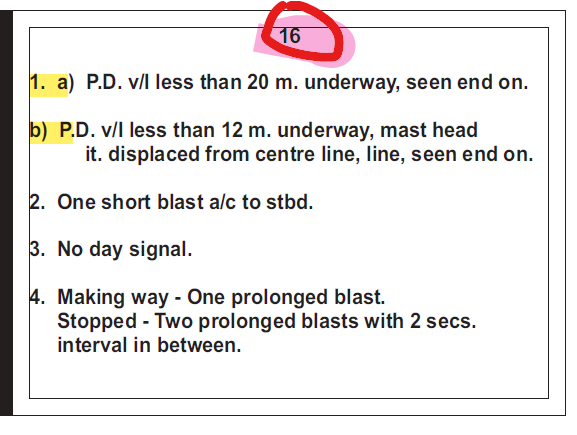 16
1. a) P.D. v/l less than 20 m. underway, seen end on.
b) P.D. v/l less than 12 m. underway, mast head
it. displaced from centre line, line, seen end on.
2. One short blast a/c to stbd.
3. No day signal.
4. Making way - One prolonged blast.
Stopped - Two prolonged blasts with 2 secs.
interval in between.